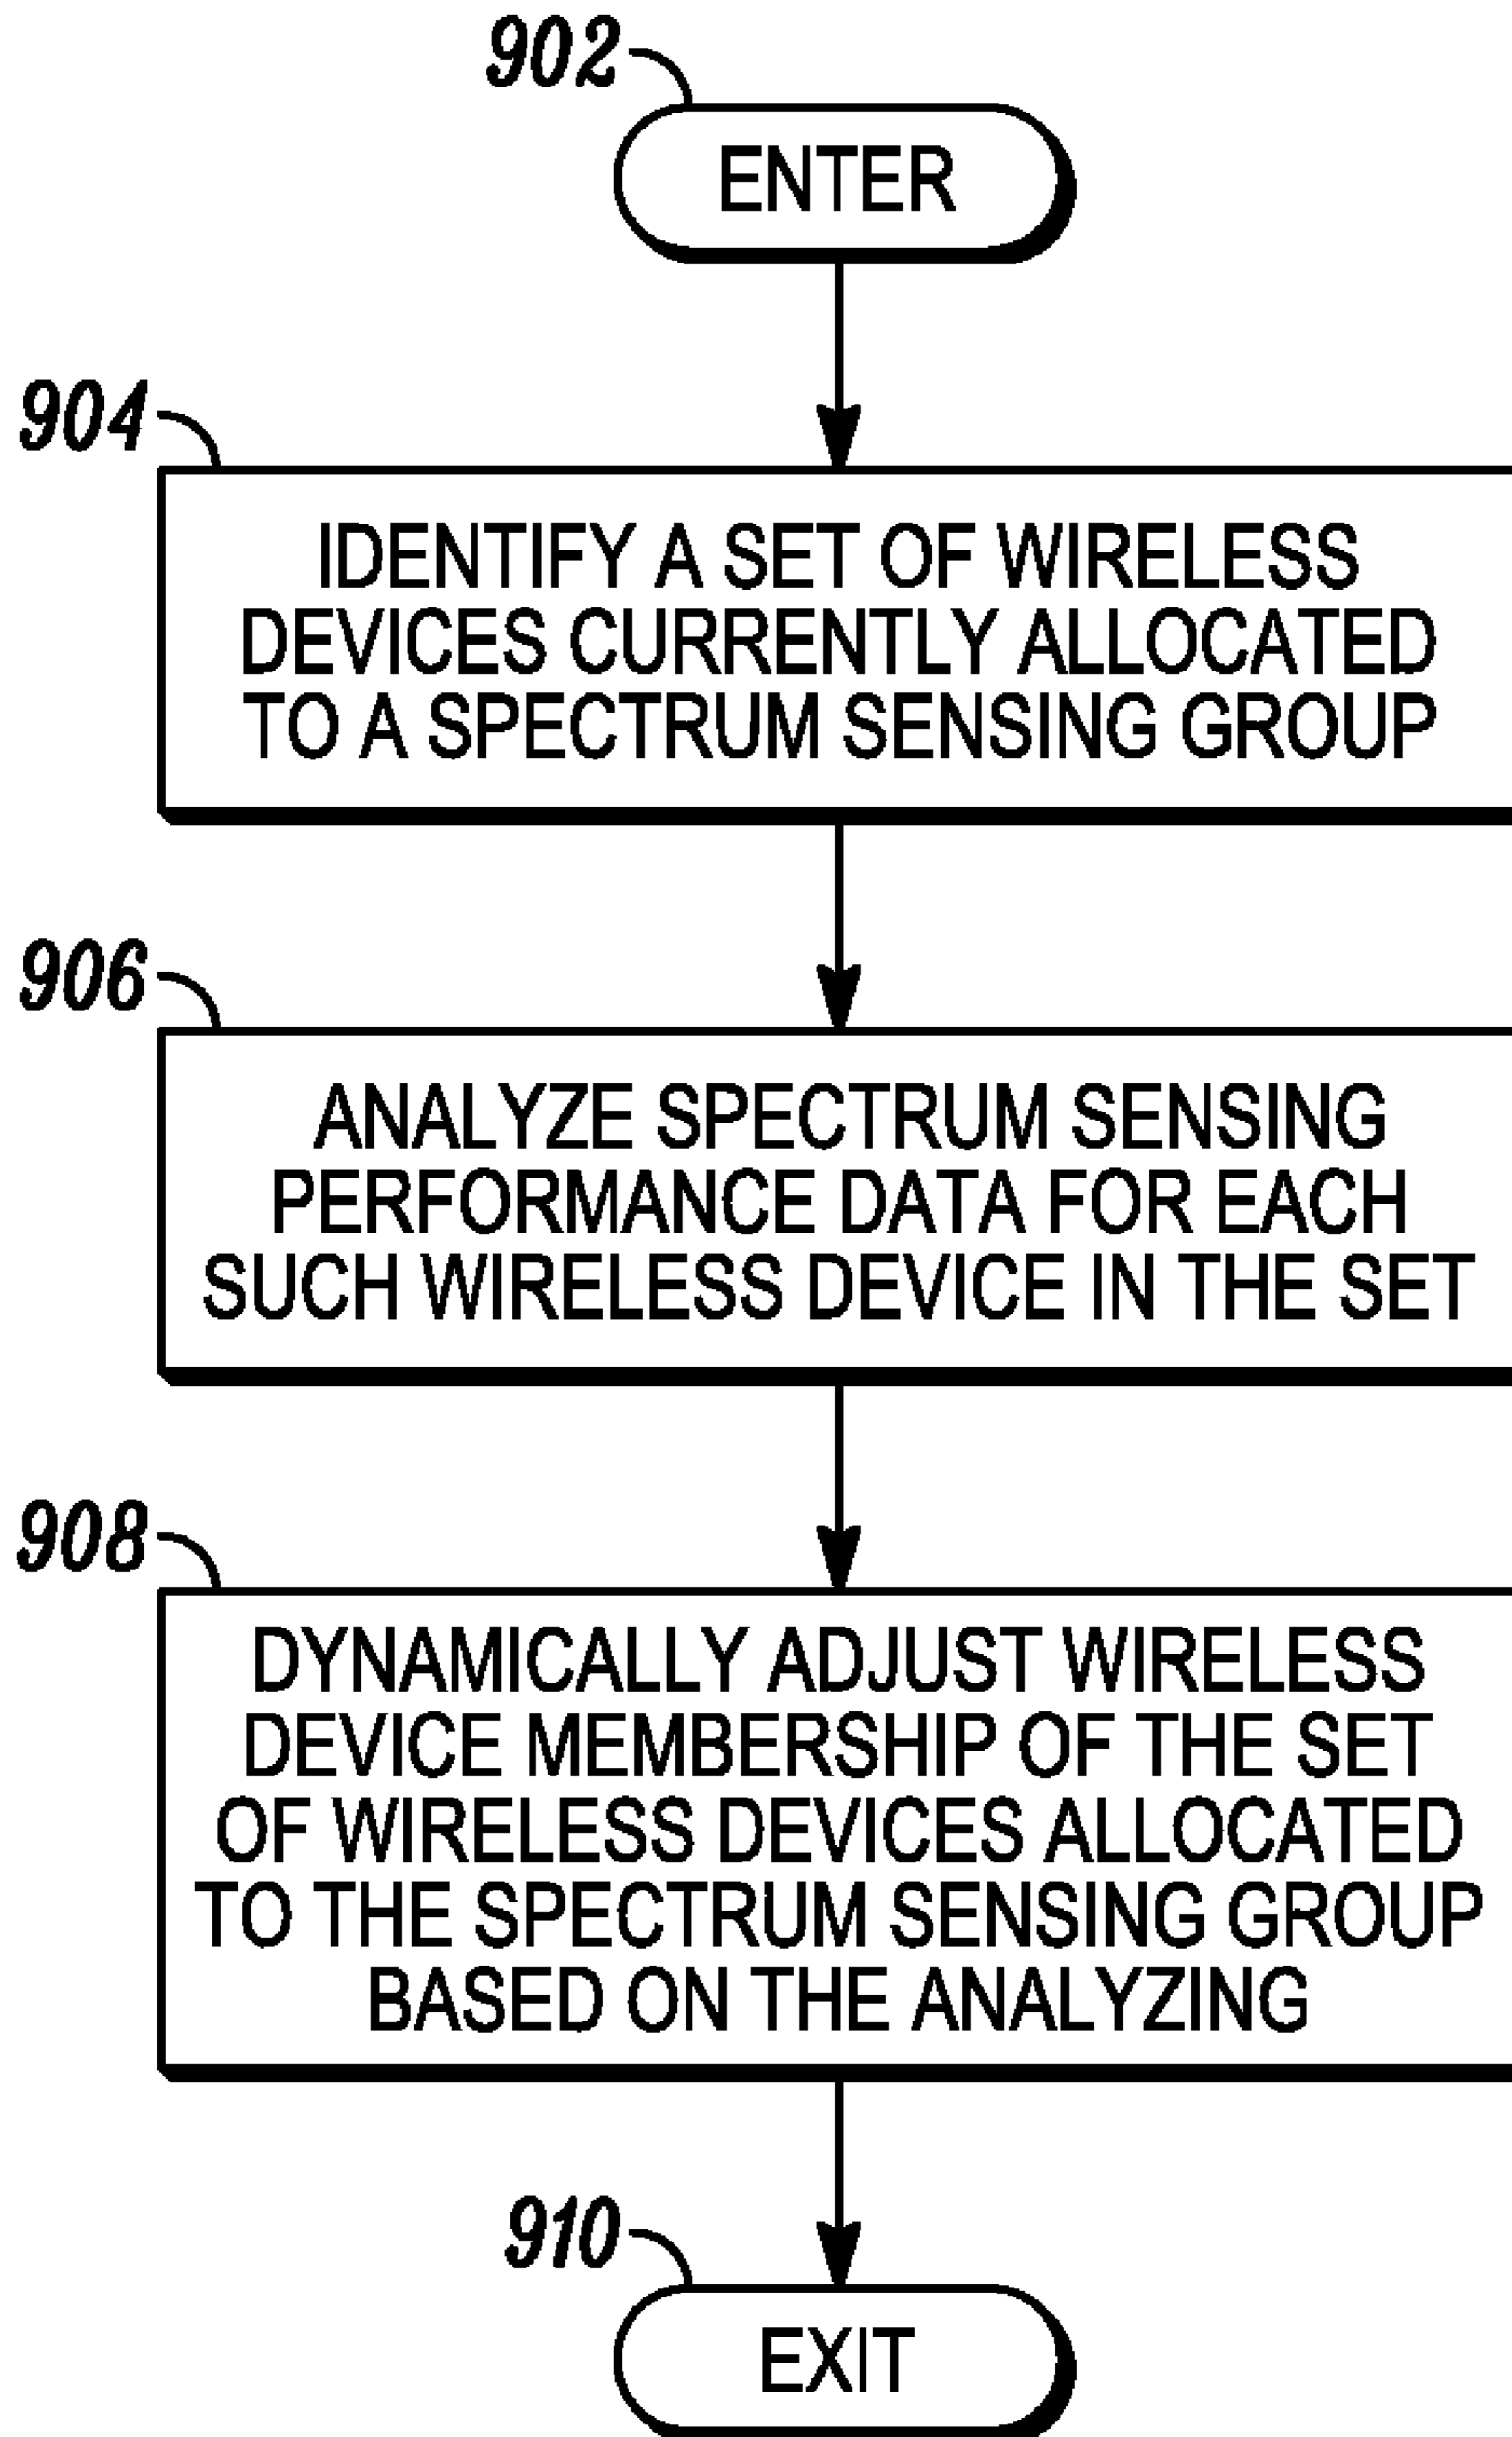 902
ENTER
904
IDENTIFY A SET OF WIRELESS
DEVICES CURRENTLY ALLOCATED
TO A SPECTRUM SENSING GROUP
906
ANALYZE SPECTRUM SENSING
PERFORMANCE DATA FOR EACH
SUCH WIRELESS DEVICE IN THE SET
908
DYNAMICALLY ADJUST WIRELESS
DEVICE MEMBERSHIP OF THE SET
OF WIRELESS DEVICES ALLOCATED
TO THE SPECTRUM SENSING GROUP
BASED ON THE ANALYZING
910
EXIT